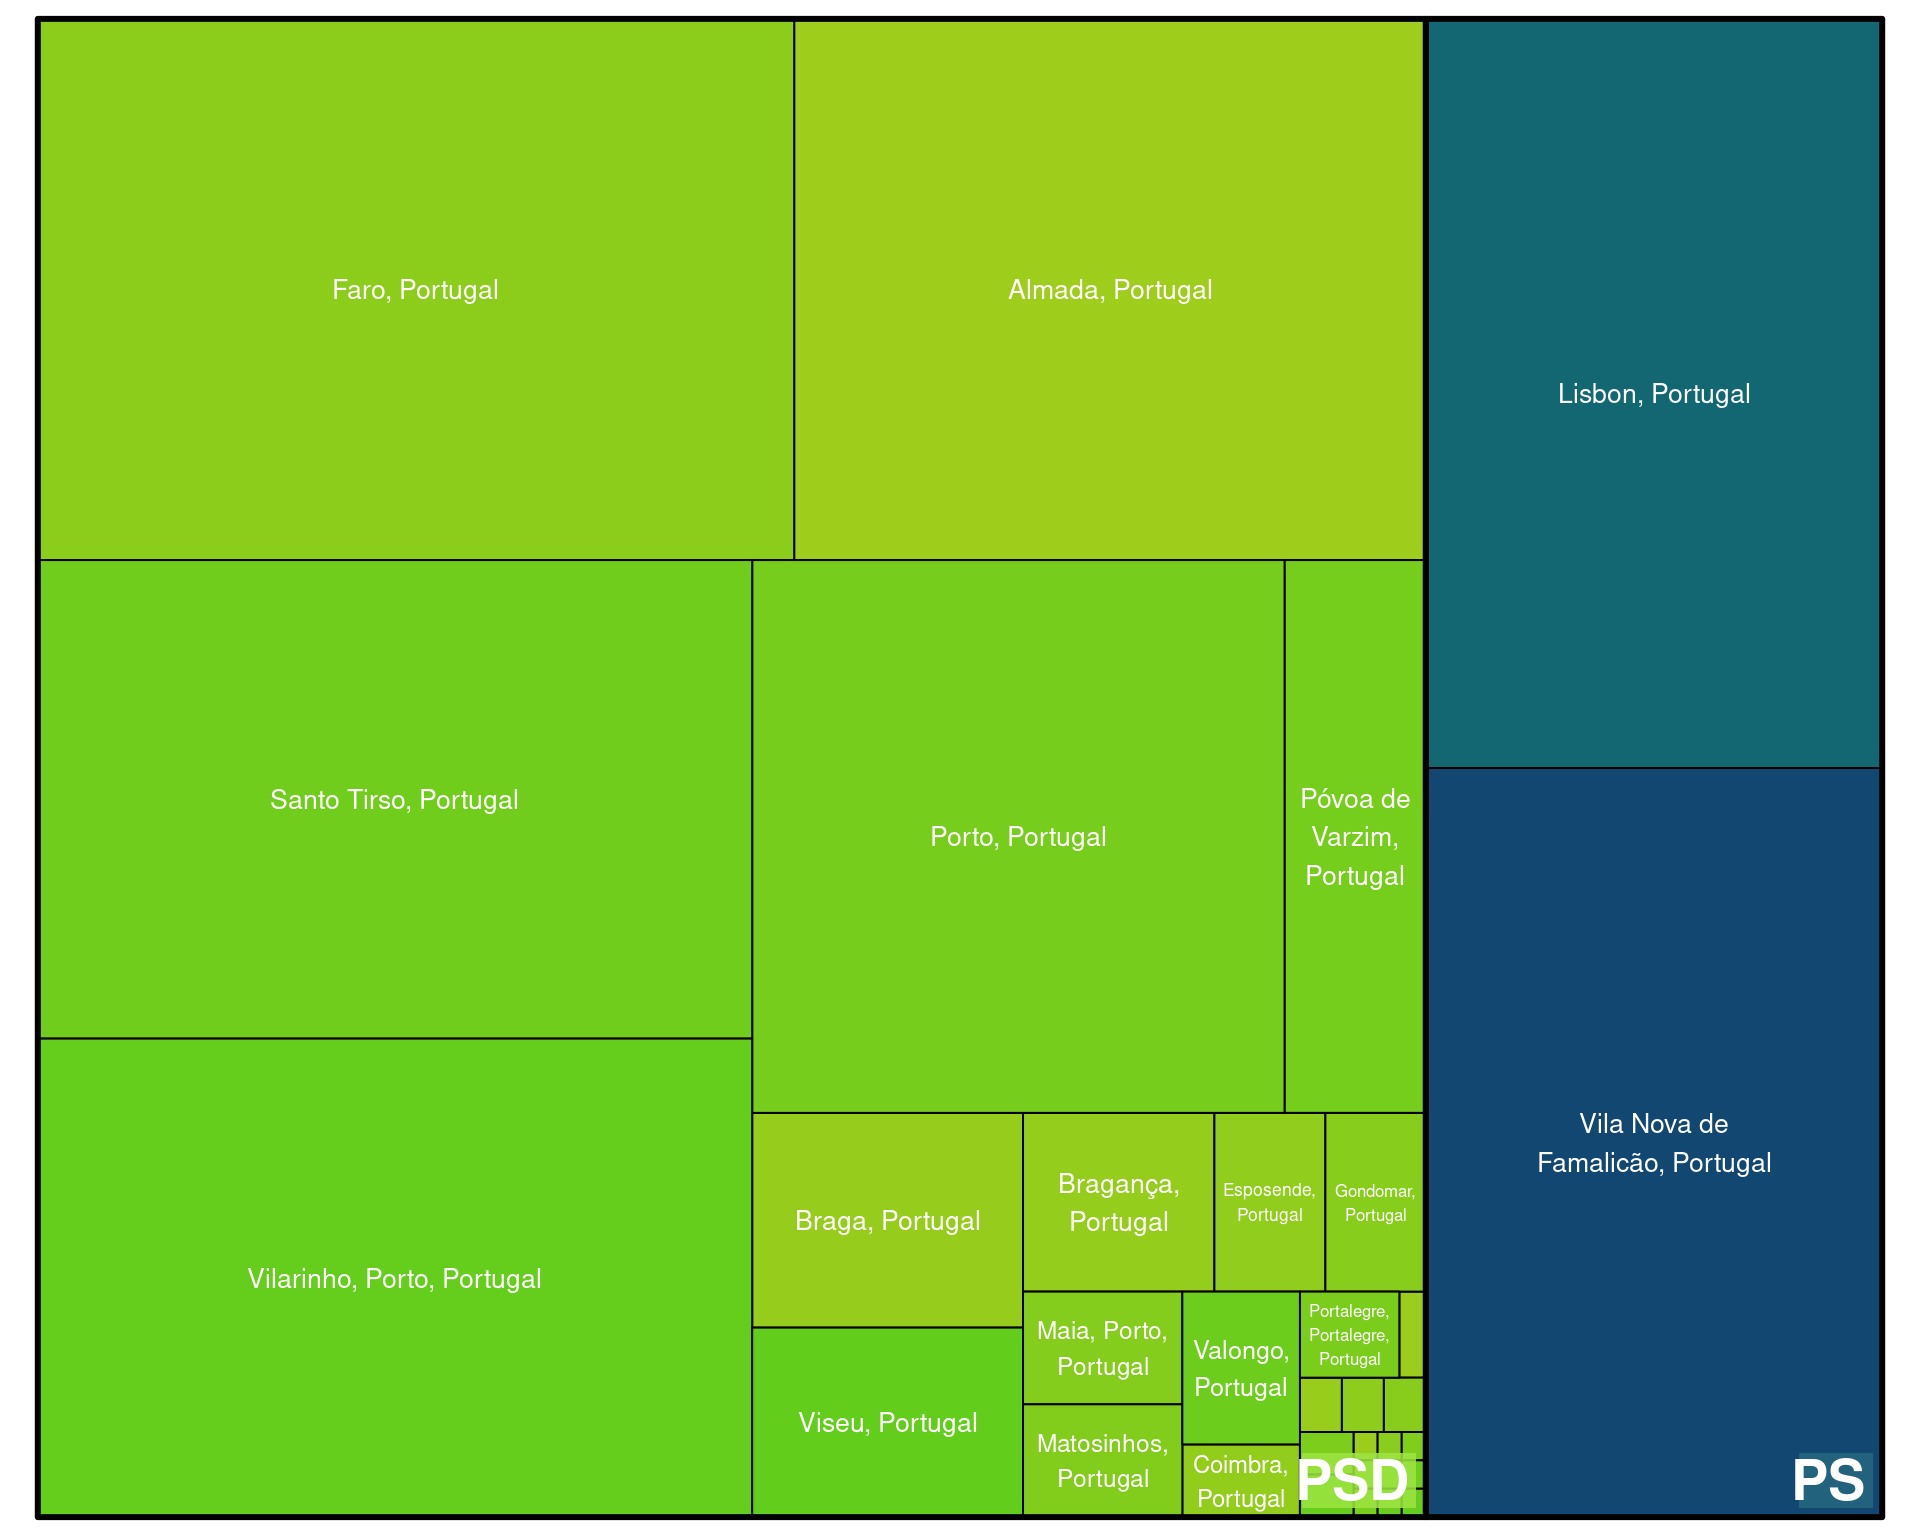 Faro, Portugal
Almada, Portugal
Lisbon, Portugal
Santo Tirso, Portugal
Porto, Portugal
Póvoa de
Varzim,
Portugal
Vila Nova de
Famalicão, Portugal
Vilarinho, Porto, Portugal
Braga, Portugal
Bragança,
Portugal
Esposende,
Portugal
Gondomar,
Portugal
Viseu, Portugal
Maia, Porto,
Portugal
Matosinhos,
Portugal
Valongo,
Portugal
Coimbra,
Portugal
Portalegre,
Portalegre,
Portugal
PSD
PS